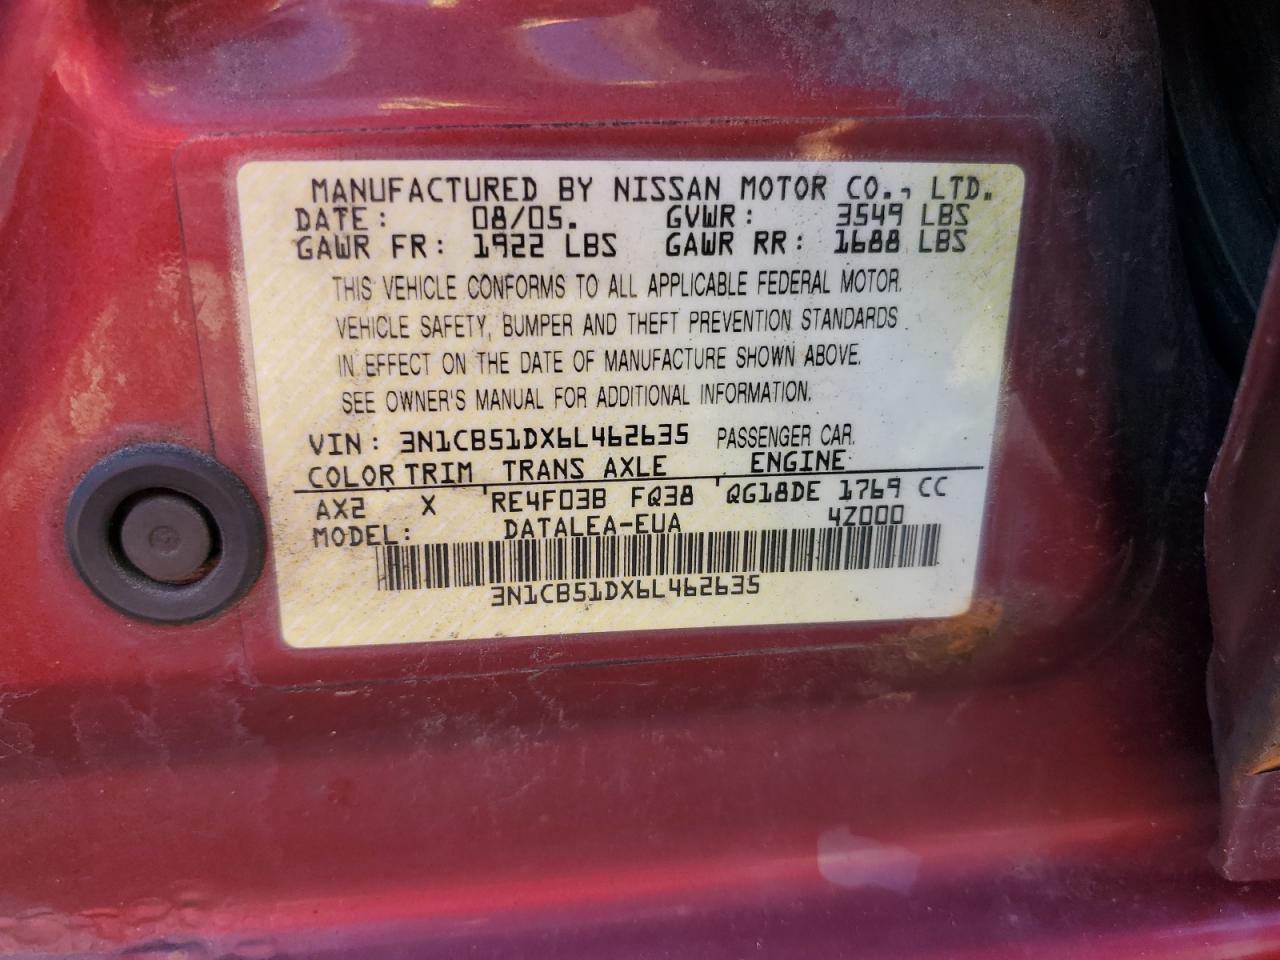 MANUFACTURED BY NISSAN MOTOR CO., LTD.
DATE: 08/05. GVWR: 3549 LBS
GAWR FR: 1922 LBS GAWR RR: 1688 LBS
THIS VEHICLE CONFORMS TO ALL APPLICABLE FEDERAL MOTOR
VEHICLE SAFETY, BUMPER AND THEFT PREVENTION STANDARDS
IN EFFECT ON THE DATE OF MANUFACTURE SHOWN ABOVE.
SEE OWNER'S MANUAL FOR ADDITIONAL INFORMATION.
VIN: 3N1CB51DX6L462635 PASSENGER CAR.
COLOR TRIM TRANS AXLE ENGINE
AX2 X RE4F03B FQ38 QG18DE 1769 CC
MODEL: DATALEA-EUA 4Z000
3N1CB51DX6L462635